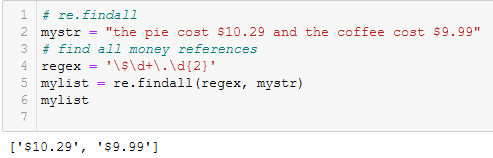 1 # re.findall
2 mystr = "the pie cost $10.29 and the coffee cost $9.99"
3 # find all money references
4 regex = '\$\d+\.\d{2}'
5 mylist = re.findall(regex, mystr)
6 mylist
7
['$10.29', '$9.99']